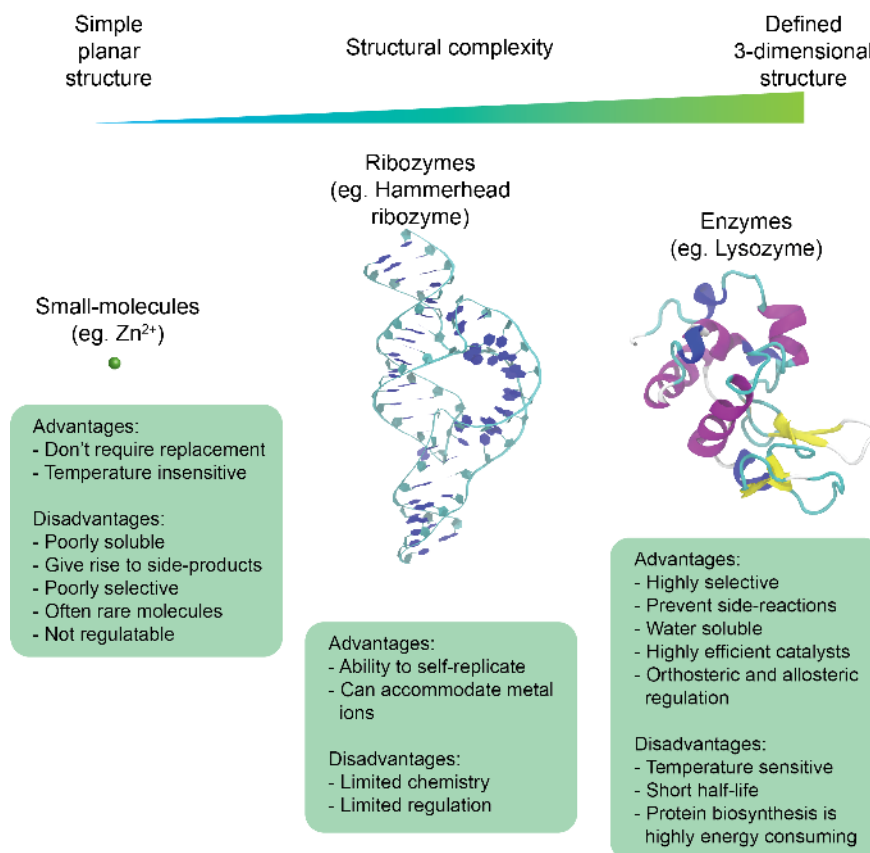 Simple
planar
structure
Structural complexity
Defined
3-dimensional
structure
Small-molecules
(eg. Zn²⁺)
Advantages:
- Don't require replacement
- Temperature insensitive
Disadvantages:
- Poorly soluble
- Give rise to side-products
- Poorly selective
- Often rare molecules
- Not regulatable
Ribozymes
(eg. Hammerhead
ribozyme)
Advantages:
- Ability to self-replicate
- Can accommodate metal
ions
Disadvantages:
- Limited chemistry
- Limited regulation
Enzymes
(eg. Lysozyme)
Advantages:
- Highly selective
- Prevent side-reactions
- Water soluble
- Highly efficient catalysts
- Orthosteric and allosteric
regulation
Disadvantages:
- Temperature sensitive
- Short half-life
- Protein biosynthesis is
highly energy consuming